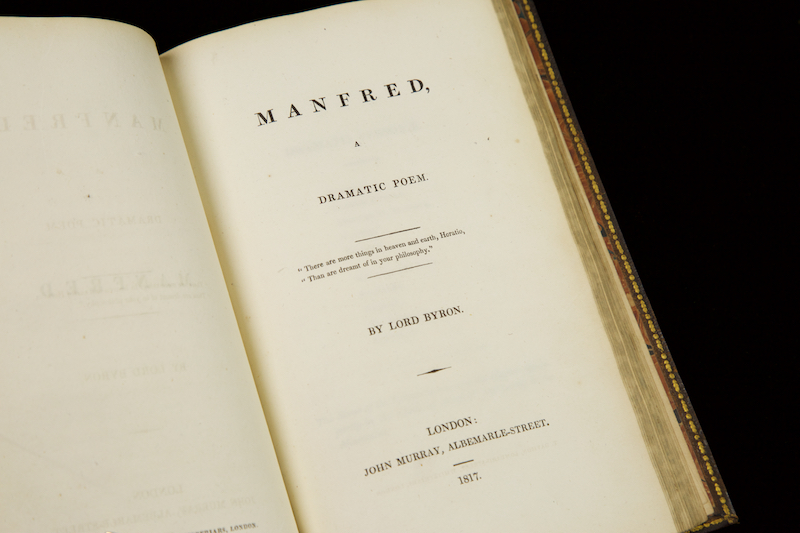 MANFRED,
A
DRAMATIC POEM.
"There are more things in heaven and earth, Horatio,
"Than are dreamt of in your philosophy."
BY LORD BYRON.
LONDON:
JOHN MURRAY, ALBEMARLE-STREET.
1817.